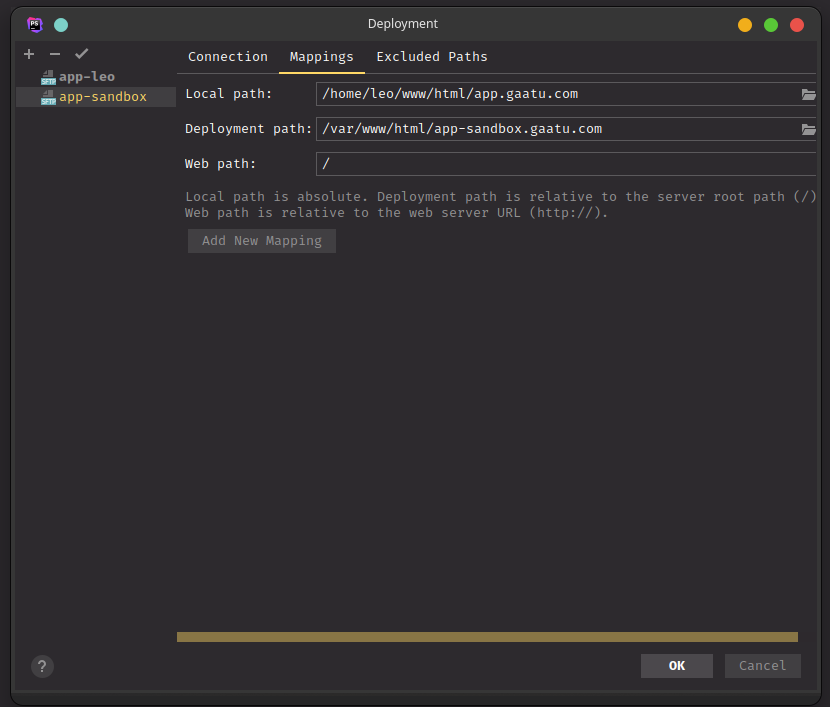 PS
Deployment
Connection Mappings Excluded Paths
SFTP app-leo
SFTP app-sandbox
Local path: /home/leo/www/html/app.gaatu.com
Deployment path: /var/www/html/app-sandbox.gaatu.com
Web path: /
Local path is absolute. Deployment path is relative to the server root path (/)
Web path is relative to the web server URL (http://).
Add New Mapping
?
OK Cancel